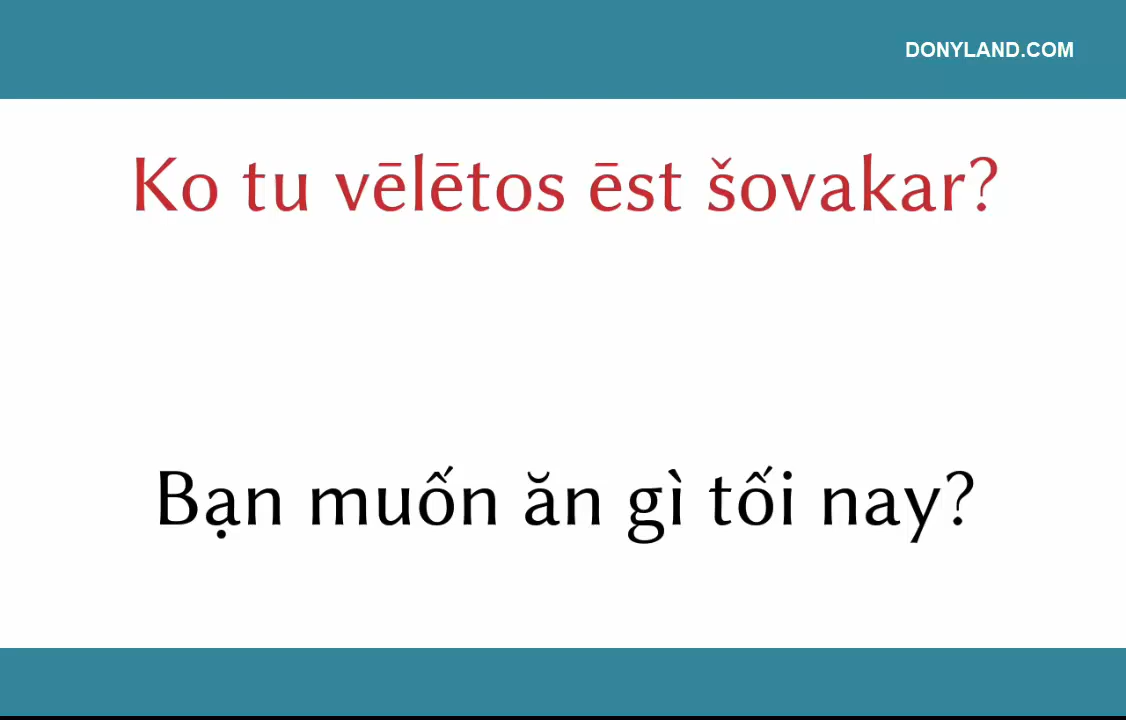 DONYLAND.COM
Ko tu vēlētos ēst šovakar?
Bạn muốn ăn gì tối nay?